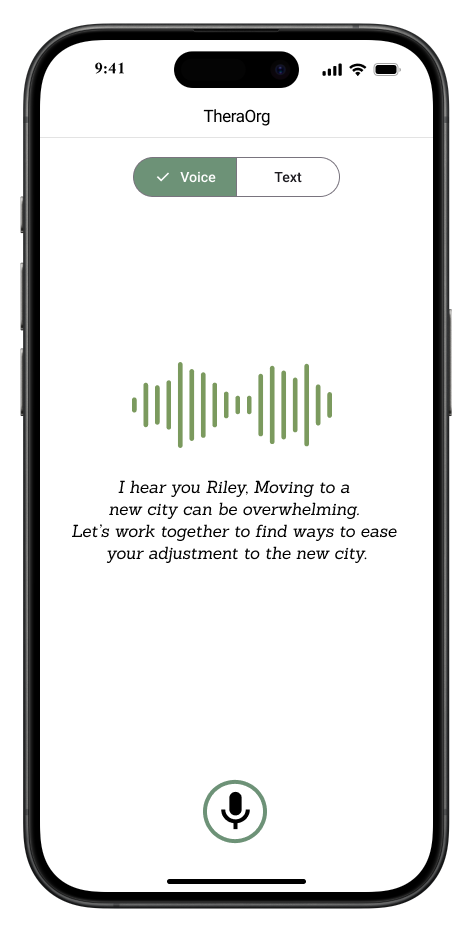 9:41
TheraOrg
Voice
Text
I hear you Riley, Moving to a
new city can be overwhelming.
Let's work together to find ways to ease
your adjustment to the new city.